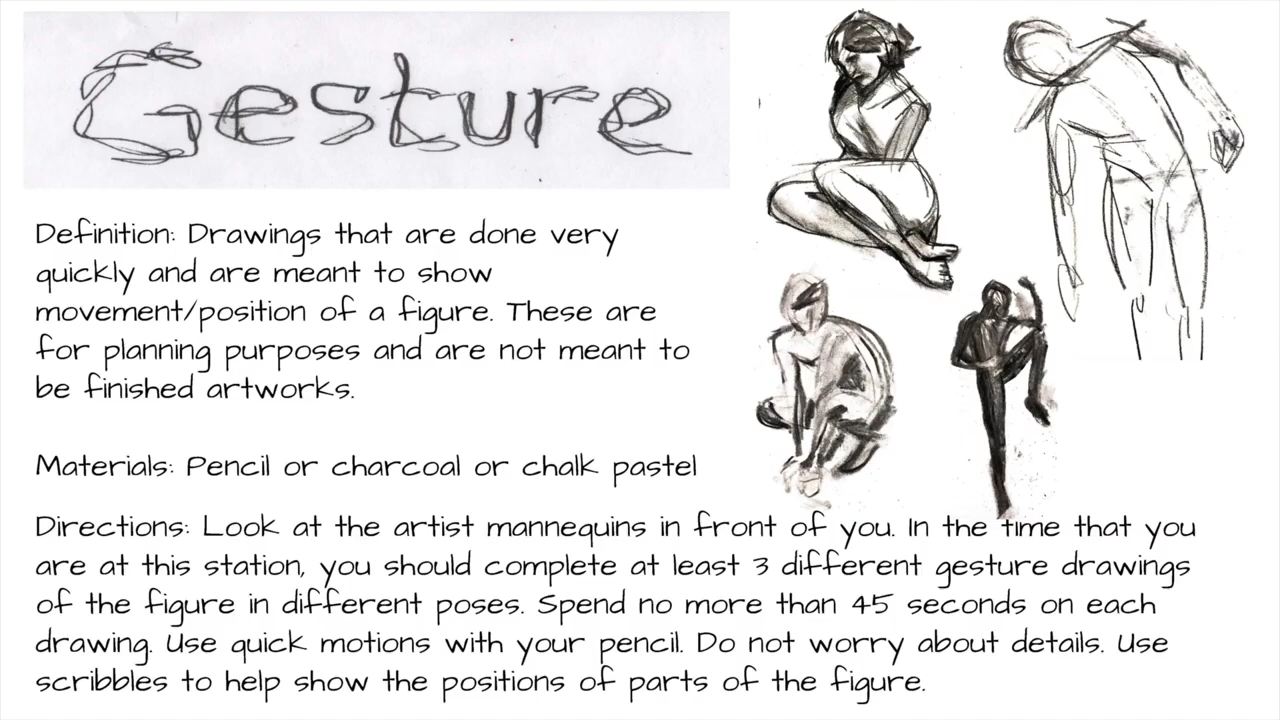 Gesture
Definition: Drawings that are done very
quickly and are meant to show
movement/position of a figure. These are
for planning purposes and are not meant to
be finished artworks.
Materials: Pencil or charcoal or chalk pastel
Directions: Look at the artist mannequins in front of you. In the time that you
are at this station, you should complete at least 3 different gesture drawings
of the figure in different poses. Spend no more than 45 seconds on each
drawing. Use quick motions with your pencil. Do not worry about details. Use
scribbles to help show the positions of parts of the figure.